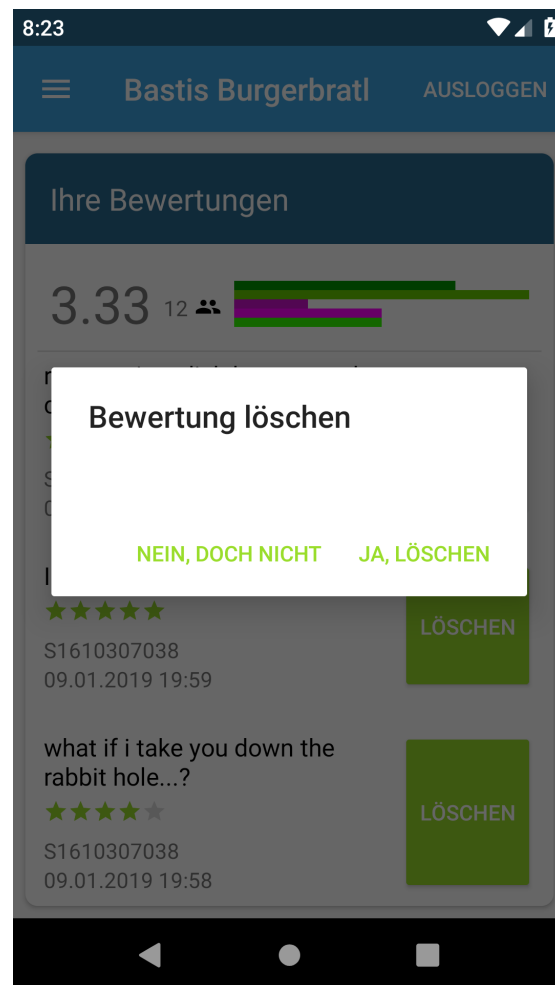 8:23
Bastis Burgerbratl
AUSLOGGEN
Ihre Bewertungen
3.33 12
Bewertung löschen
NEIN, DOCH NICHT JA, LÖSCHEN
LÖSCHEN
S1610307038
09.01.2019 19:59
what if i take you down the
rabbit hole...?
LÖSCHEN
S1610307038
09.01.2019 19:58